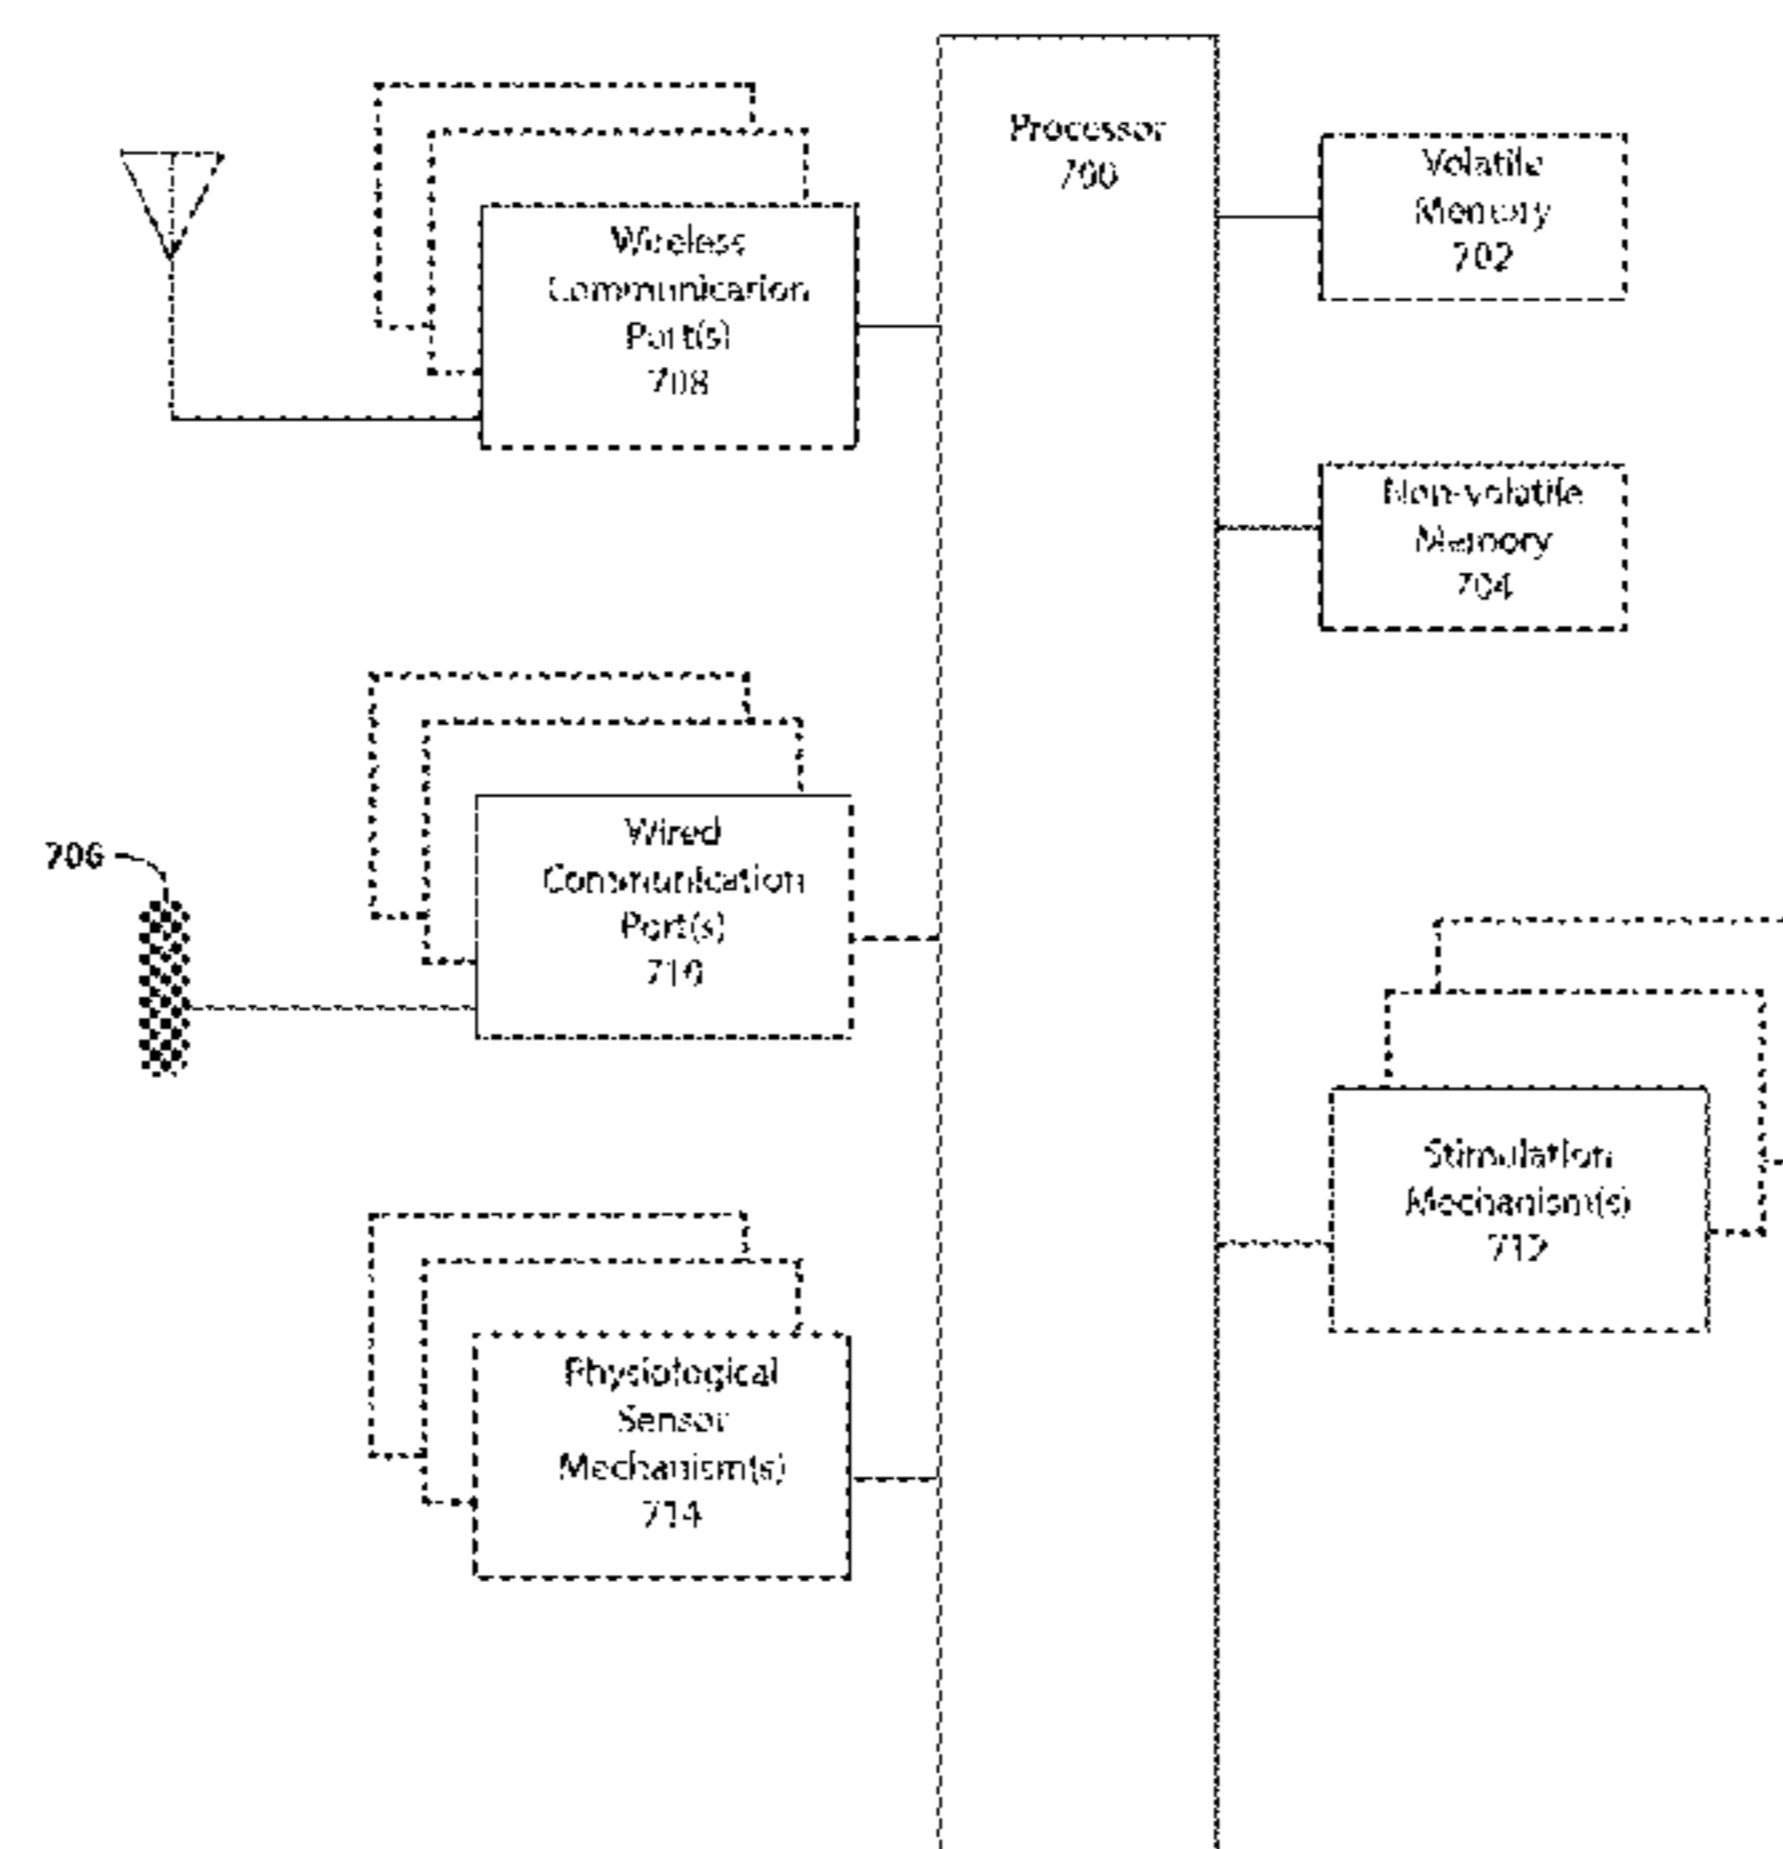 Processor
700
Volatile
Memory
702
Wireless
Communication
Port(s)
708
Non-volatile
Memory
704
706
Wired
Communication
Port(s)
710
Stimulation
Mechanism(s)
712
Physiological
Sensor
Mechanism(s)
714